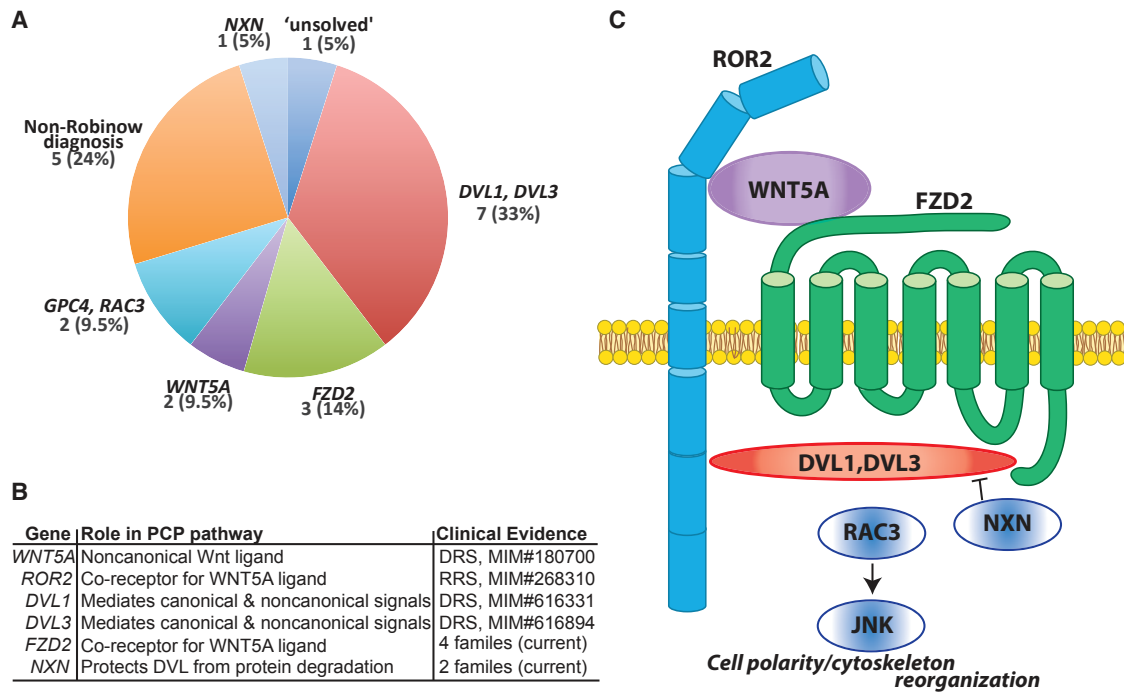 A
NXN
1 (5%)
‘unsolved'
1 (5%)
DVL1, DVL3
7 (33%)
FZD2
3 (14%)
WNT5A
2 (9.5%)
GPC4, RAC3
2 (9.5%)
Non-Robinow
diagnosis
5 (24%)
B
Gene Role in PCP pathway Clinical Evidence
WNT5A Noncanonical Wnt ligand DRS, MIM#180700
ROR2 Co-receptor for WNT5A ligand RRS, MIM#268310
DVL1 Mediates canonical & noncanonical signals DRS, MIM#616331
DVL3 Mediates canonical & noncanonical signals DRS, MIM#616894
FZD2 Co-receptor for WNT5A ligand 4 familes (current)
NXN Protects DVL from protein degradation 2 familes (current)
C
ROR2
WNT5A
FZD2
DVL1,DVL3
RAC3
NXN
JNK
Cell polarity/cytoskeleton
reorganization